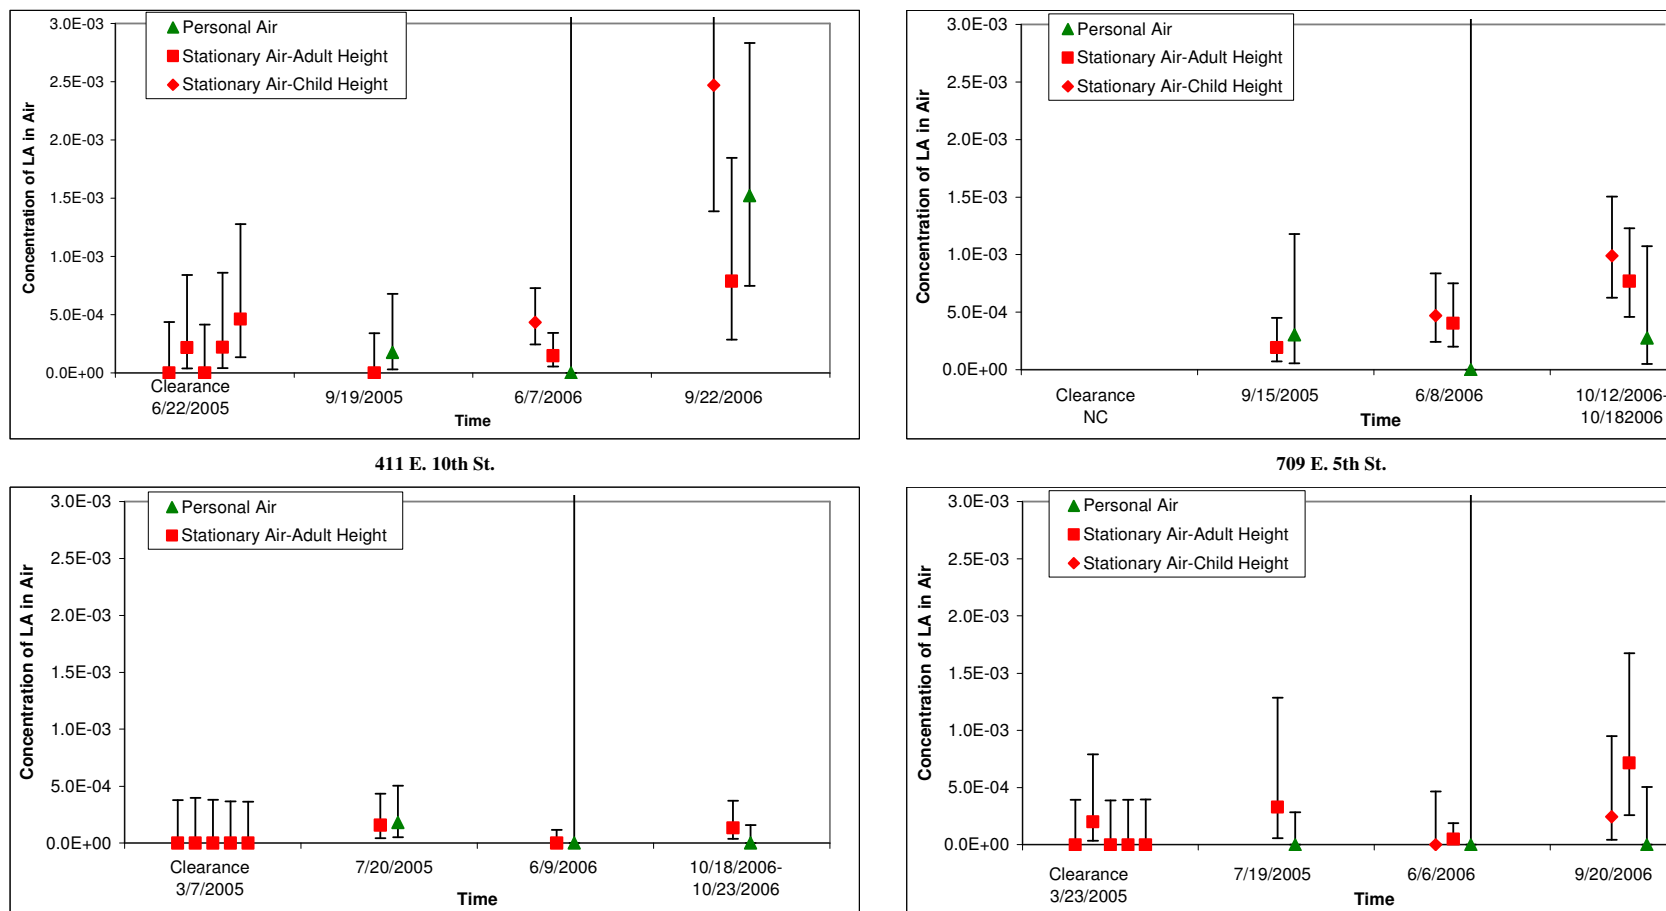 3.0E-03
2.5E-03
2.0E-03
1.5E-03
1.0E-03
5.0E-04
0.0E+00
Concentration of LA in Air
Personal Air
Stationary Air-Adult Height
Stationary Air-Child Height
Clearance
6/22/2005
9/19/2005
6/7/2006
9/22/2006
Time
3.0E-03
2.5E-03
2.0E-03
1.5E-03
1.0E-03
5.0E-04
0.0E+00
Concentration of LA in Air
Personal Air
Stationary Air-Adult Height
Stationary Air-Child Height
Clearance
NC
9/15/2005
6/8/2006
10/12/2006-
10/182006
Time
411 E. 10th St.
709 E. 5th St.
3.0E-03
2.5E-03
2.0E-03
1.5E-03
1.0E-03
5.0E-04
0.0E+00
Concentration of LA in Air
Personal Air
Stationary Air-Adult Height
Clearance
3/7/2005
7/20/2005
6/9/2006
10/18/2006-
10/23/2006
Time
3.0E-03
2.5E-03
2.0E-03
1.5E-03
1.0E-03
5.0E-04
0.0E+00
Concentration of LA in Air
Personal Air
Stationary Air-Adult Height
Stationary Air-Child Height
Clearance
3/23/2005
7/19/2005
6/6/2006
9/20/2006
Time